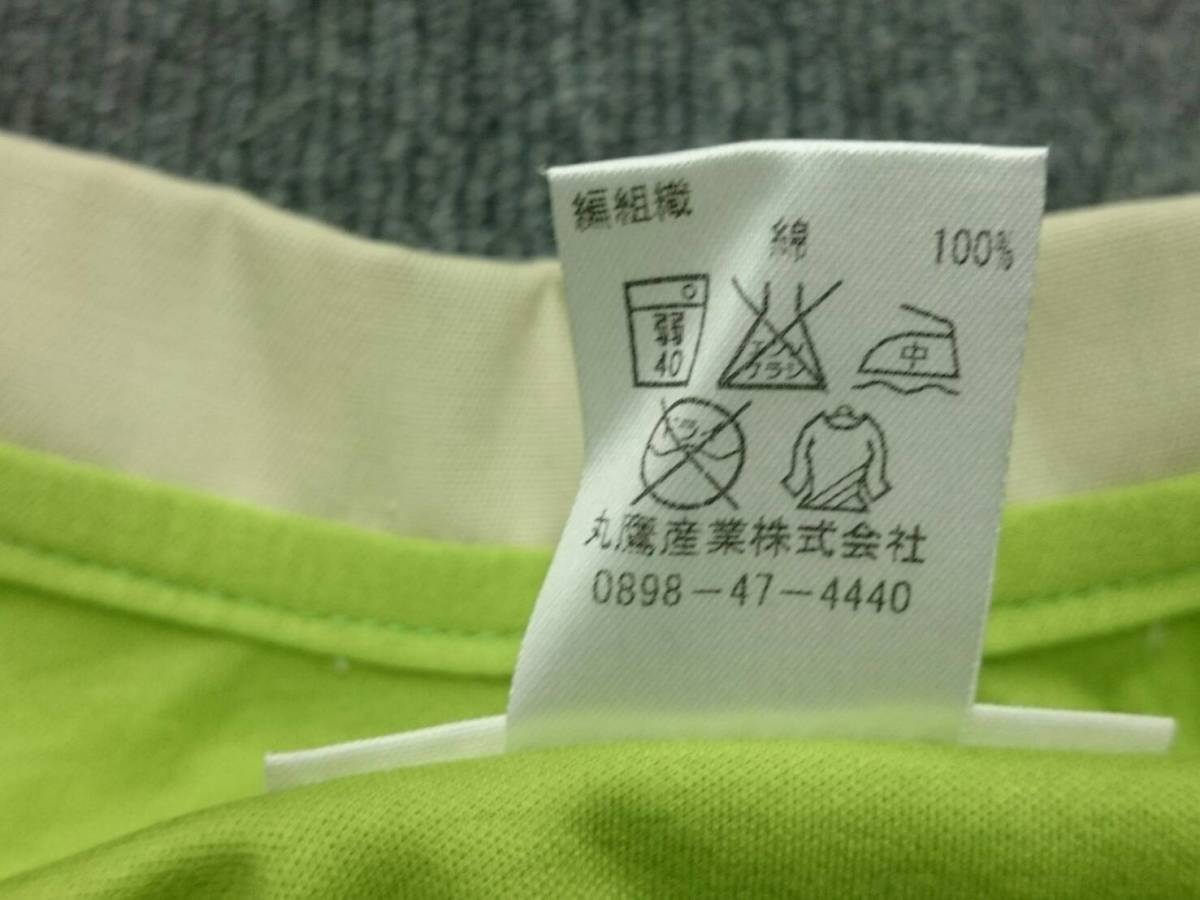 編組織
綿 100%
弱
40
エンソ
サラシ
中
ドライ
丸鷹産業株式会社
0898-47-4440